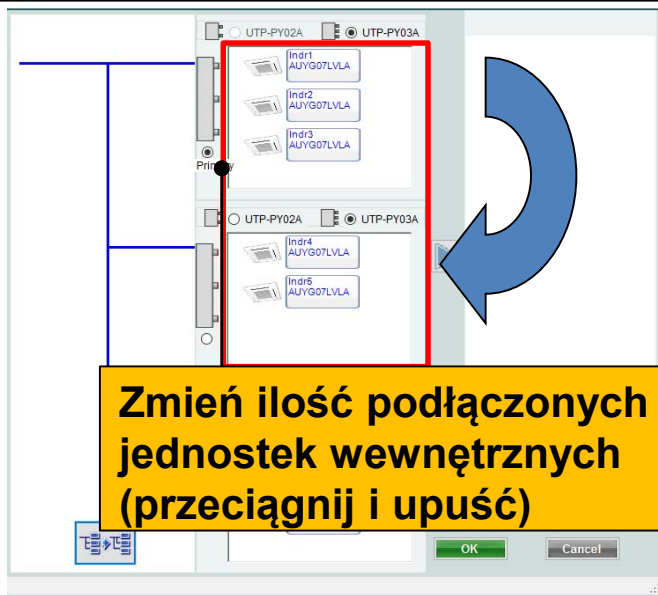 UTP-PY02A UTP-PY03A
Indr1
AUYG07LVLA
Indr2
AUYG07LVLA
Indr3
AUYG07LVLA
Primary
UTP-PY02A UTP-PY03A
Indr4
AUYG07LVLA
Indr5
AUYG07LVLA
Zmień ilość podłączonych
jednostek wewnętrznych
(przeciągnij i upuść)
OK Cancel